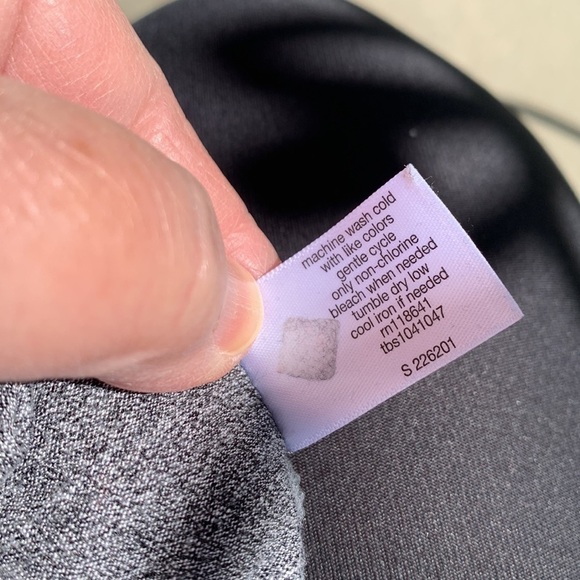 machine wash cold
with like colors
gentle cycle
only non-chlorine
bleach when needed
tumble dry low
cool iron if needed
rn118641
tbs1041047
S 226201